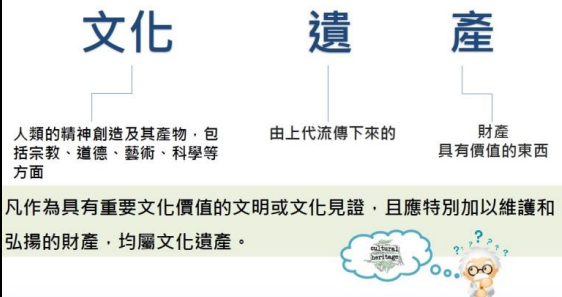 文化 遺 產
人類的精神創造及其產物，包
括宗教、道德、藝術、科學等
方面
由上代流傳下來的
財產
具有價值的東西
凡作為具有重要文化價值的文明或文化見證，且應特別加以維護和
弘揚的財產，均屬文化遺產。
cultural
heritage
? ? ? ? ?